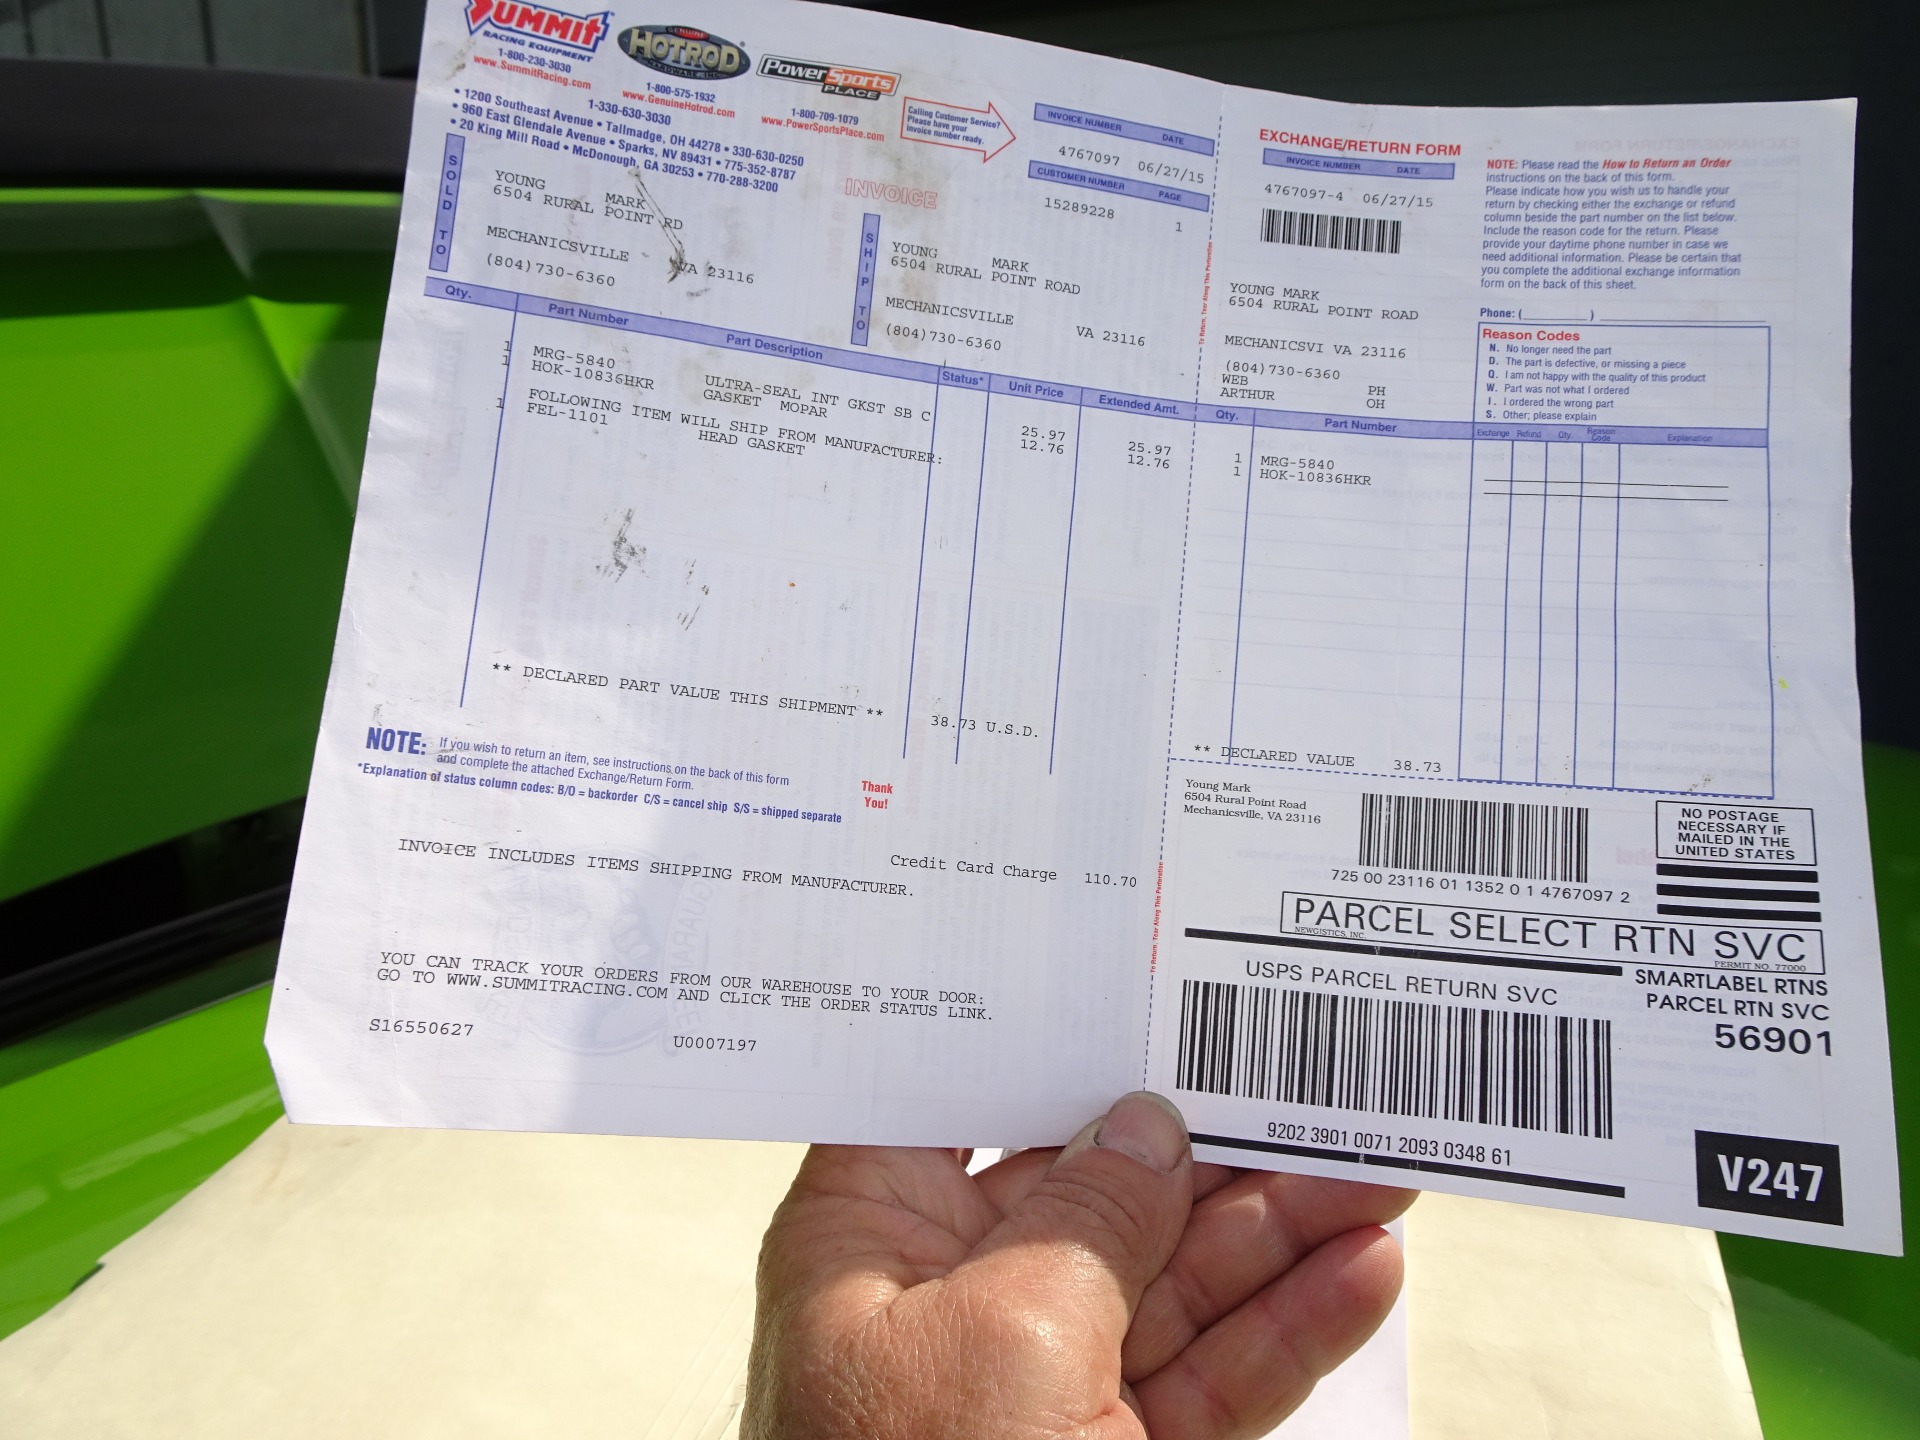 SUMMIT
RACING EQUIPMENT
1-800-230-3030
www.SummitRacing.com
GENUINE
HOTROD
HARDWARE, INC.
1-800-575-1932
www.GenuineHotrod.com
1-330-630-3030
PowerSports
PLACE
1-800-709-1079
www.PowerSportsPlace.com
Calling Customer Service?
Please have your
invoice number ready.
• 1200 Southeast Avenue • Tallmadge, OH 44278 • 330-630-0250
• 960 East Glendale Avenue • Sparks, NV 89431 • 775-352-8787
• 20 King Mill Road • McDonough, GA 30253 • 770-288-3200
INVOICE NUMBER DATE
4767097 06/27/15
CUSTOMER NUMBER PAGE
15289228 1
INVOICE
SOLD TO
YOUNG MARK
6504 RURAL POINT RD
MECHANICSVILLE VA 23116
(804)730-6360
SHIP TO
YOUNG MARK
6504 RURAL POINT ROAD
MECHANICSVILLE VA 23116
(804)730-6360
Qty. Part Number Part Description Status* Unit Price Extended Amt.
1 MRG-5840 ULTRA-SEAL INT GKST SB C 25.97 25.97
1 HOK-10836HKR GASKET MOPAR 12.76 12.76
FOLLOWING ITEM WILL SHIP FROM MANUFACTURER:
1 FEL-1101 HEAD GASKET
** DECLARED PART VALUE THIS SHIPMENT ** 38.73 U.S.D.
NOTE: If you wish to return an item, see instructions on the back of this form
and complete the attached Exchange/Return Form.
*Explanation of status column codes: B/O = backorder C/S = cancel ship S/S = shipped separate
Thank
You!
Credit Card Charge 110.70
INVOICE INCLUDES ITEMS SHIPPING FROM MANUFACTURER.
YOU CAN TRACK YOUR ORDERS FROM OUR WAREHOUSE TO YOUR DOOR:
GO TO WWW.SUMMITRACING.COM AND CLICK THE ORDER STATUS LINK.
S16550627 U0007197
To Return, Tear Along This Perforation
To Return, Tear Along This Perforation
EXCHANGE/RETURN FORM
INVOICE NUMBER DATE
4767097-4 06/27/15
NOTE: Please read the How to Return an Order
instructions on the back of this form.
Please indicate how you wish us to handle your
return by checking either the exchange or refund
column beside the part number on the list below.
Include the reason code for the return. Please
provide your daytime phone number in case we
need additional information. Please be certain that
you complete the additional exchange information
form on the back of this sheet.
YOUNG MARK
6504 RURAL POINT ROAD
MECHANICSVI VA 23116
(804)730-6360
WEB PH
ARTHUR OH
Phone: ( )
Reason Codes
N. No longer need the part
D. The part is defective, or missing a piece
Q. I am not happy with the quality of this product
W. Part was not what I ordered
I. I ordered the wrong part
S. Other; please explain
Qty. Part Number Exchange Refund Qty. Reason Code Explanation
1 MRG-5840
1 HOK-10836HKR
** DECLARED VALUE 38.73
Young Mark
6504 Rural Point Road
Mechanicsville, VA 23116
725 00 23116 01 1352 0 1 4767097 2
NO POSTAGE
NECESSARY IF
MAILED IN THE
UNITED STATES
PARCEL SELECT RTN SVC
NEWGISTICS, INC. PERMIT NO. 77000
USPS PARCEL RETURN SVC
SMARTLABEL RTNS
PARCEL RTN SVC
56901
9202 3901 0071 2093 0348 61
V247